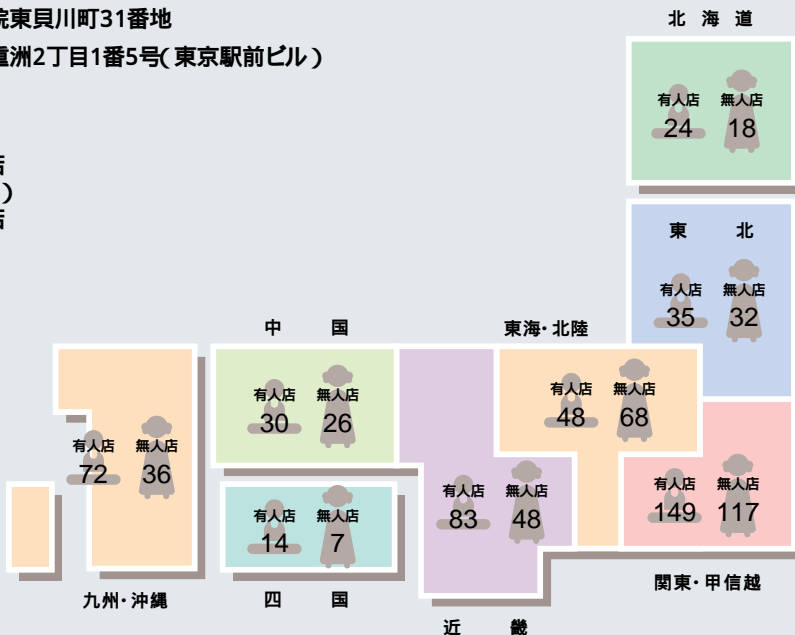 院東貝川町31番地
重洲2丁目1番5号(東京駅前ビル)
店
)
店
北海道
有人店 無人店
24 18
東北
有人店 無人店
35 32
東海・北陸
有人店 無人店
48 68
関東・甲信越
有人店 無人店
149 117
近畿
有人店 無人店
83 48
中国
有人店 無人店
30 26
四国
有人店 無人店
14 7
九州・沖縄
有人店 無人店
72 36